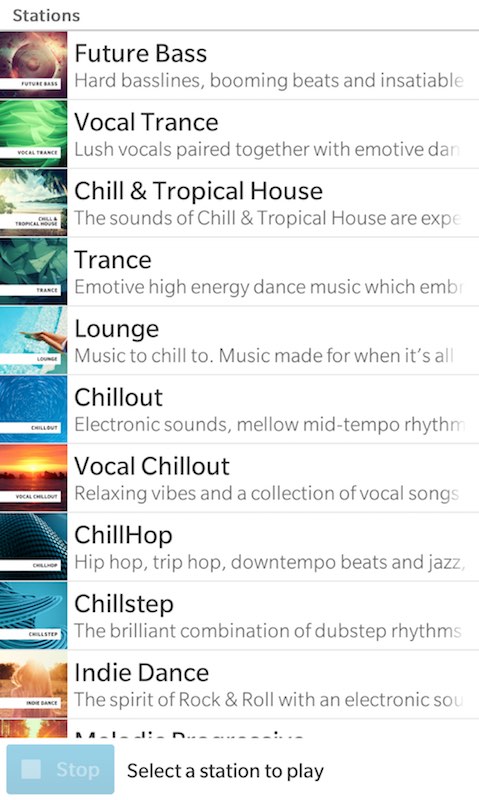 Stations
Future Bass
Hard basslines, booming beats and insatiable
FUTURE BASS
Vocal Trance
Lush vocals paired together with emotive dan
VOCAL TRANCE
Chill & Tropical House
The sounds of Chill & Tropical House are expe
CHILL &
TROPICAL HOUSE
Trance
Emotive high energy dance music which embr
TRANCE
Lounge
Music to chill to. Music made for when it's all
LOUNGE
Chillout
Electronic sounds, mellow mid-tempo rhythm
CHILLOUT
Vocal Chillout
Relaxing vibes and a collection of vocal songs
VOCAL CHILLOUT
ChillHop
Hip hop, trip hop, downtempo beats and jazz,
CHILLHOP
Chillstep
The brilliant combination of dubstep rhythms
CHILLSTEP
Indie Dance
The spirit of Rock & Roll with an electronic sou
INDIE DANCE
Melodic Progressive
Stop
Select a station to play